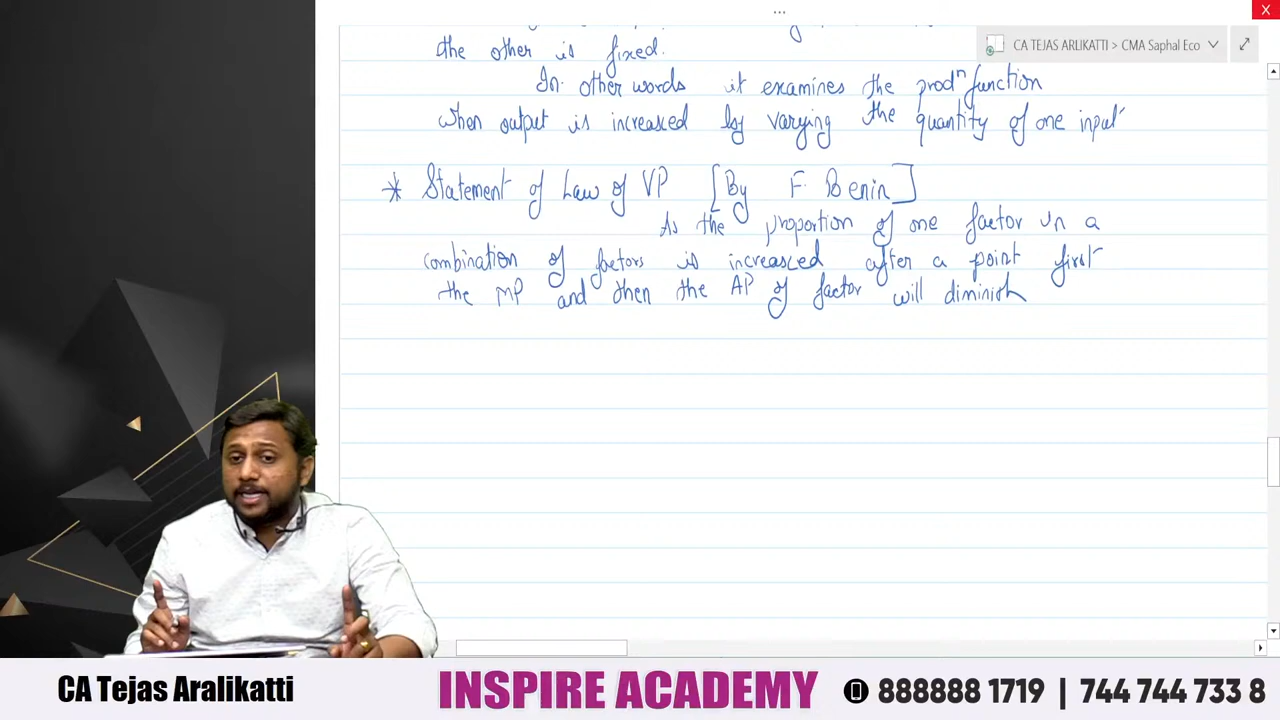 ...
X
CA TEJAS ARLIKATTI > CMA Saphal Eco
the other is fixed.
In other words it examines the prodⁿ function
when output is increased by varying the quantity of one input
* Statement of Law of VP [By F. Benin]
As the proportion of one factor in a
combination of factors is increased after a point first
the MP and then the AP of factor will diminish
CA Tejas Aralikatti
INSPIRE ACADEMY
888888 1719 | 744 744 733 8